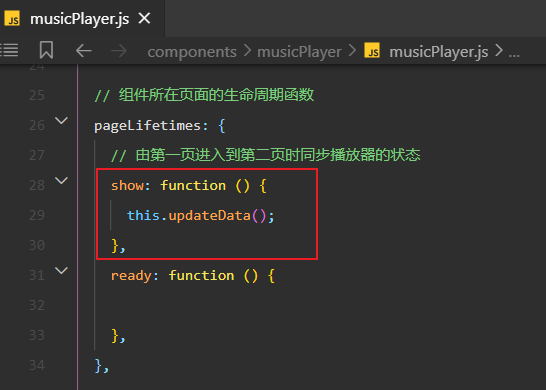 JS musicPlayer.js ×
components > musicPlayer > JS musicPlayer.js > ...
24
25 // 组件所在页面的生命周期函数
26 pageLifetimes: {
27 // 由第一页进入到第二页时同步播放器的状态
28 show: function () {
29 this.updateData();
30 },
31 ready: function () {
32
33 },
34 },